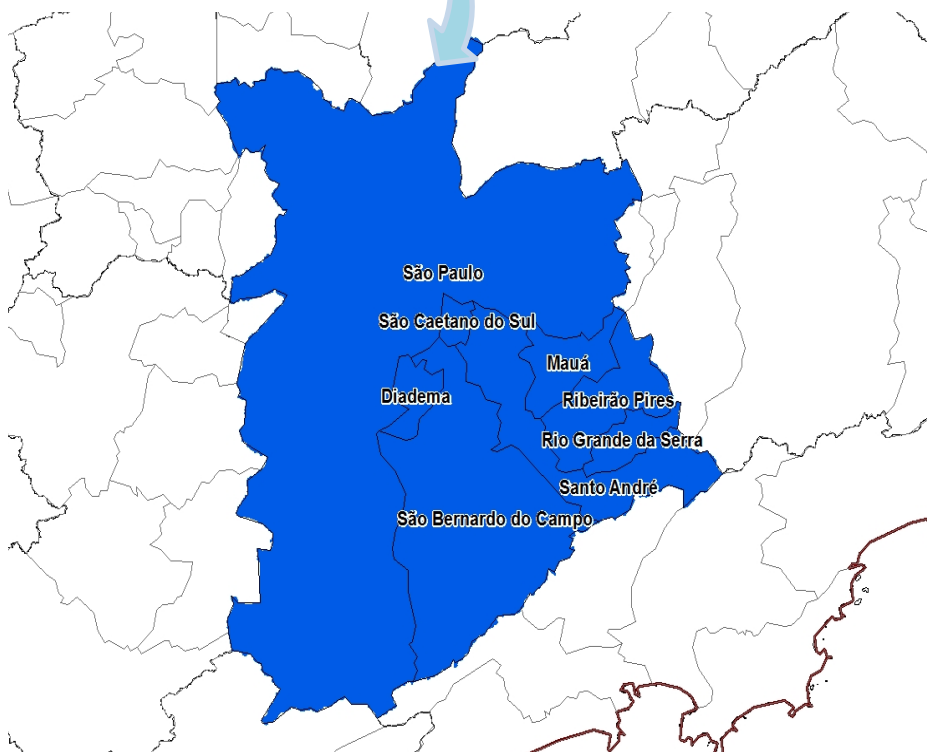 São Paulo
São Caetano do Sul
Mauá
Diadema
Ribeirão Pires
Rio Grande da Serra
Santo André
São Bernardo do Campo